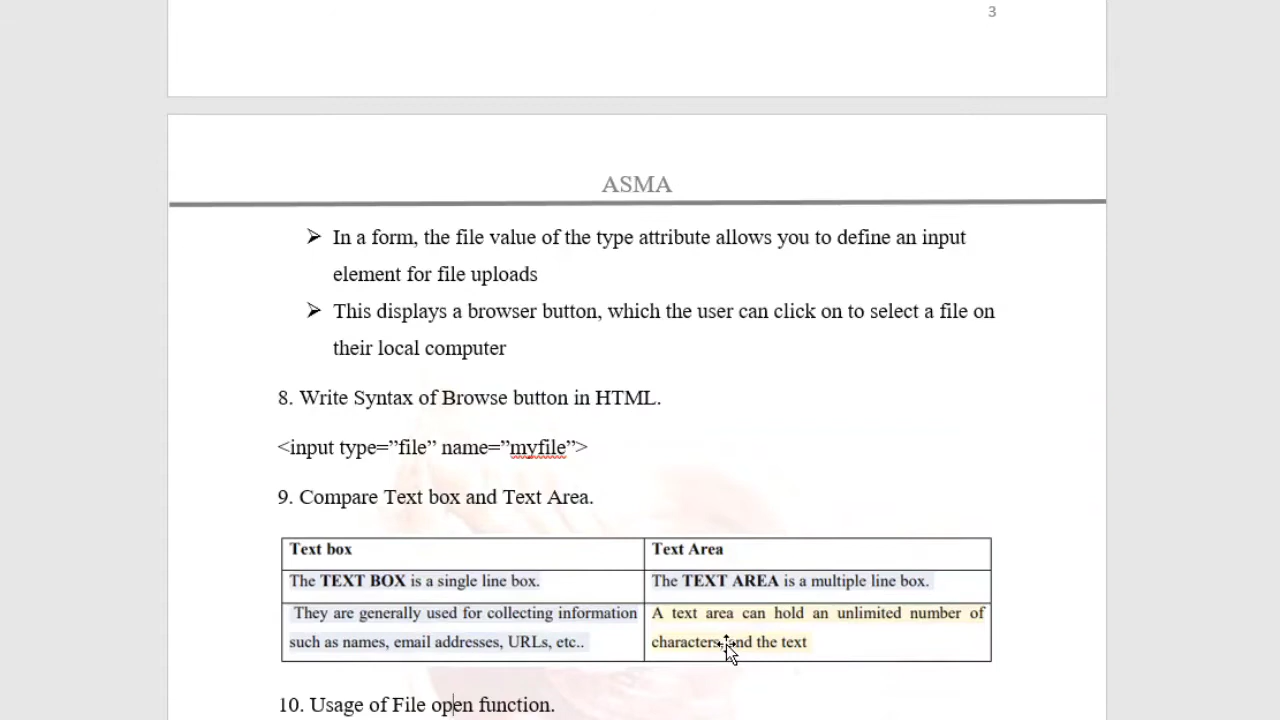 3
ASMA
➢ In a form, the file value of the type attribute allows you to define an input
element for file uploads
➢ This displays a browser button, which the user can click on to select a file on
their local computer
8. Write Syntax of Browse button in HTML.
<input type=”file” name=”myfile”>
9. Compare Text box and Text Area.
Text box Text Area
The TEXT BOX is a single line box. The TEXT AREA is a multiple line box.
They are generally used for collecting information A text area can hold an unlimited number of
such as names, email addresses, URLs, etc.. characters, and the text
10. Usage of File open function.